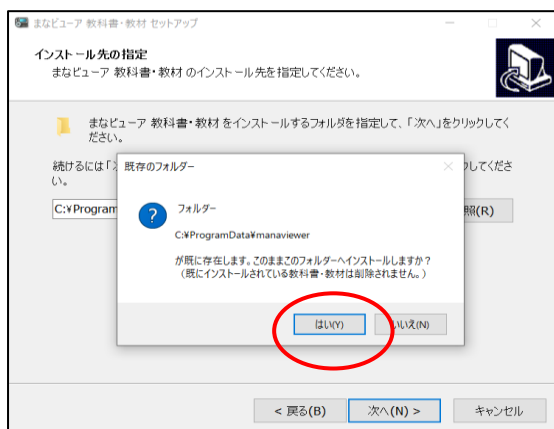 まなビューア 教科書・教材 セットアップ
インストール先の指定
まなビューア 教科書・教材 のインストール先を指定してください。
まなビューア 教科書・教材 をインストールするフォルダを指定して、「次へ」をクリックしてく
ださい。
続けるには「
クしてくださ
い。
既存のフォルダー
C:¥Program
照(R)
フォルダー
C:¥ProgramData¥manaviewer
が既に存在します。このままこのフォルダーへインストールしますか？
（既にインストールされている教科書・教材は削除されません。）
はい(Y)
いいえ(N)
< 戻る(B)
次へ(N) >
キャンセル